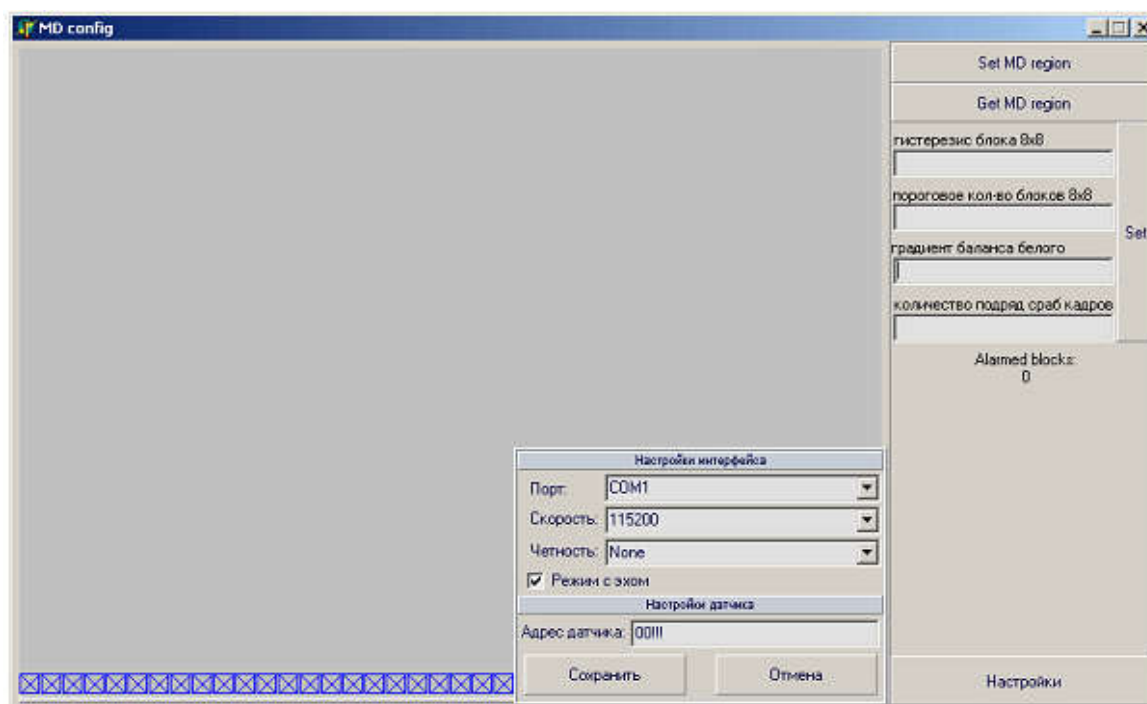 MD config
Set MD region
Get MD region
гистерезис блока 8x8
пороговое кол-во блоков 8x8
Set
градиент баланса белого
количество подряд сраб кадров
Alarmed blocks:
0
Настройки интерфейса
Порт: COM1
Скорость: 115200
Четность: None
Режим с эхом
Настройки датчика
Адрес датчика: 00!!!
Сохранить Отмена
Настройки